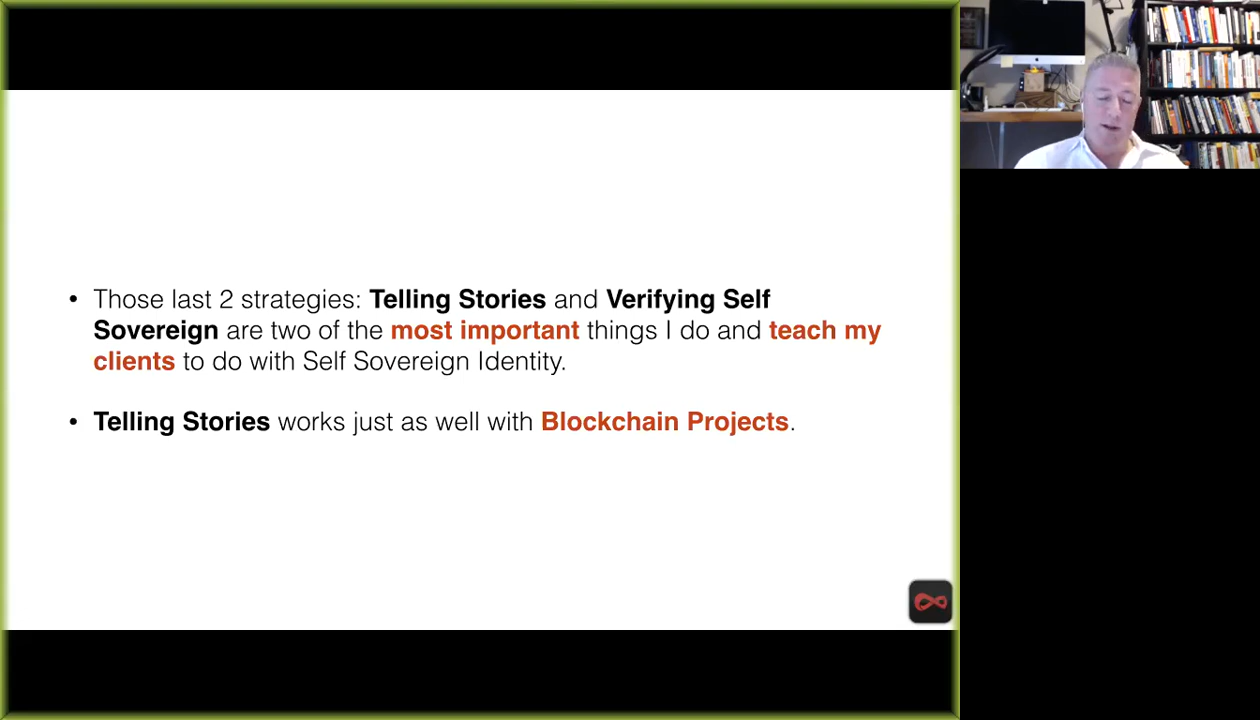 • Those last 2 strategies: Telling Stories and Verifying Self
Sovereign are two of the most important things I do and teach my
clients to do with Self Sovereign Identity.
• Telling Stories works just as well with Blockchain Projects.